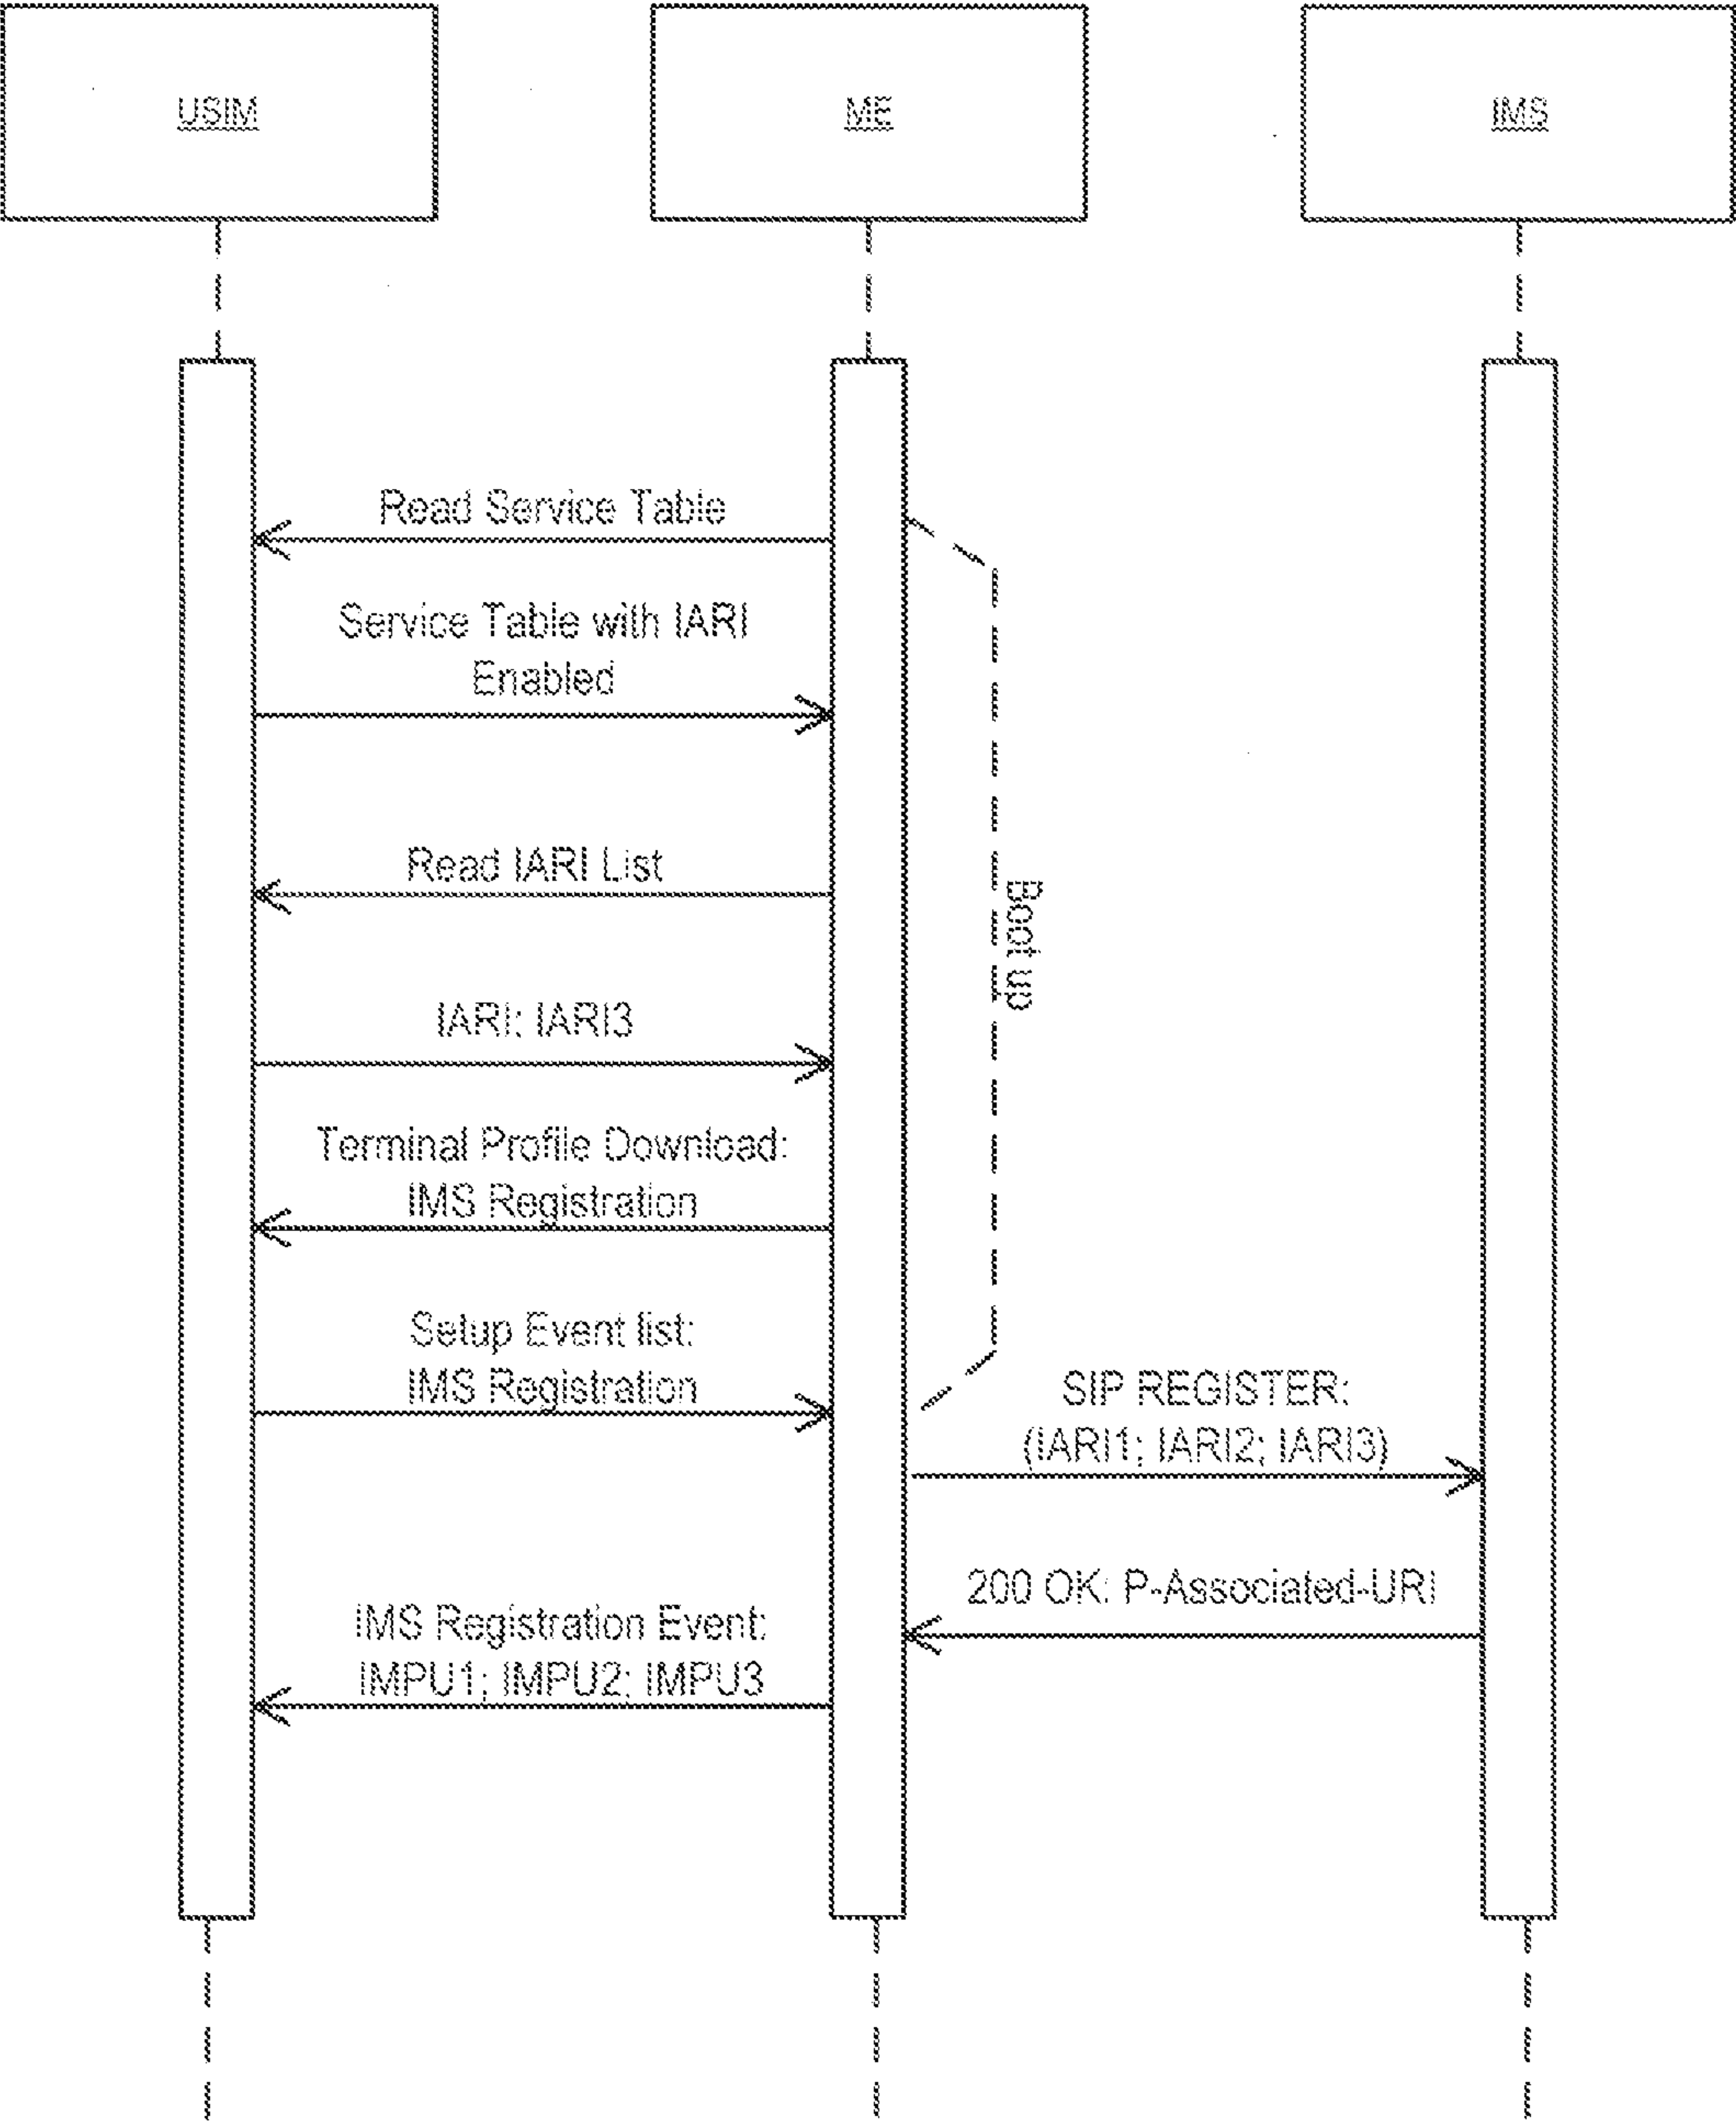 USIM
ME
IMS
Read Service Table
Service Table with IARI
Enabled
Read IARI List
Boot up
IARI: IARI3
Terminal Profile Download:
IMS Registration
Setup Event list:
IMS Registration
SIP REGISTER:
(IARI1; IARI2; IARI3)
200 OK: P-Associated-URI
IMS Registration Event:
IMPU1; IMPU2; IMPU3